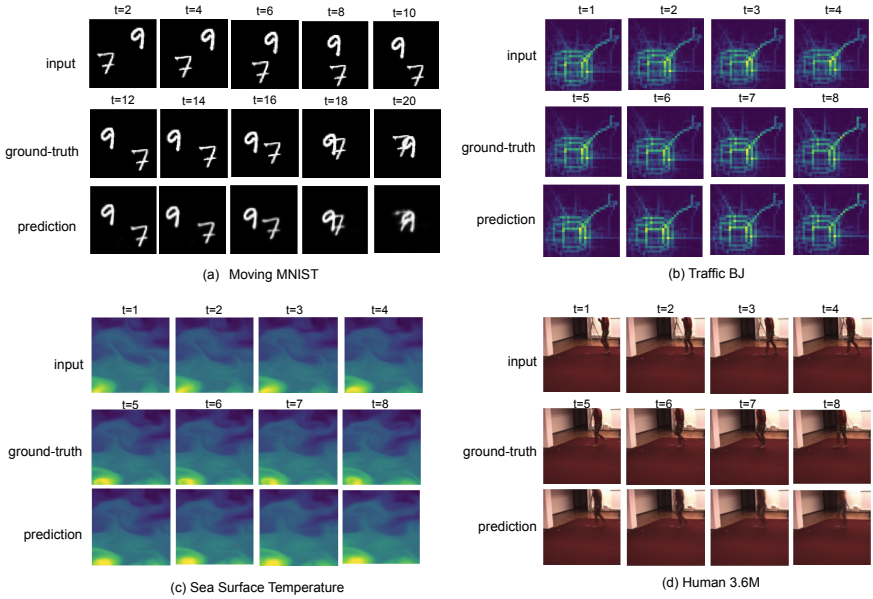 t=2 t=4 t=6 t=8 t=10
input
t=12 t=14 t=16 t=18 t=20
ground-truth
prediction
(a) Moving MNIST
t=1 t=2 t=3 t=4
input
t=5 t=6 t=7 t=8
ground-truth
prediction
(b) Traffic BJ
t=1 t=2 t=3 t=4
input
t=5 t=6 t=7 t=8
ground-truth
prediction
(c) Sea Surface Temperature
t=1 t=2 t=3 t=4
input
t=5 t=6 t=7 t=8
ground-truth
prediction
(d) Human 3.6M